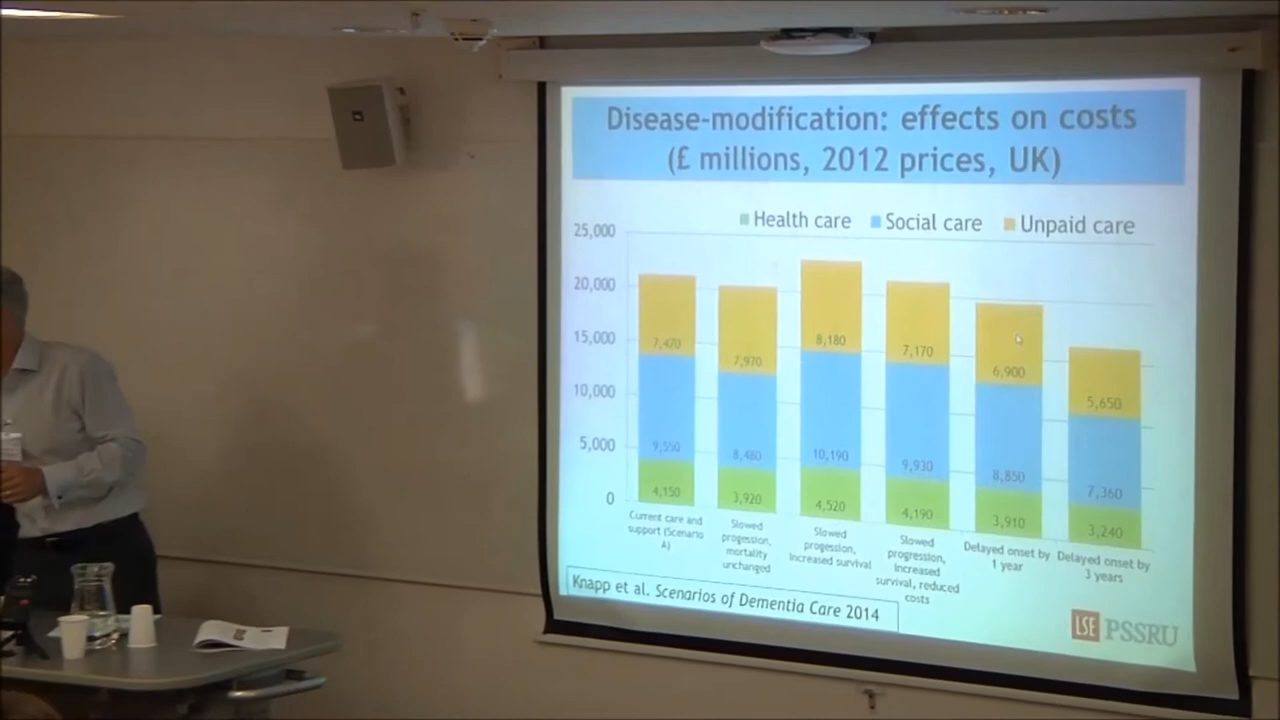 Disease-modification: effects on costs
(£ millions, 2012 prices, UK)
Health care Social care Unpaid care
25,000
20,000
15,000
10,000
5,000
0
7,470 7,970 8,180 7,170 6,900 5,650
9,550 8,480 10,190 9,930 8,850 7,360
4,150 3,920 4,520 4,190 3,910 3,240
Current care and
support (Scenario
A)
Slowed
progession,
mortality
unchanged
Slowed
progession,
increased survival
Slowed
progression,
increased
survival, reduced
costs
Delayed onset by
1 year
Delayed onset by
3 years
Knapp et al. Scenarios of Dementia Care 2014
LSE PSSRU